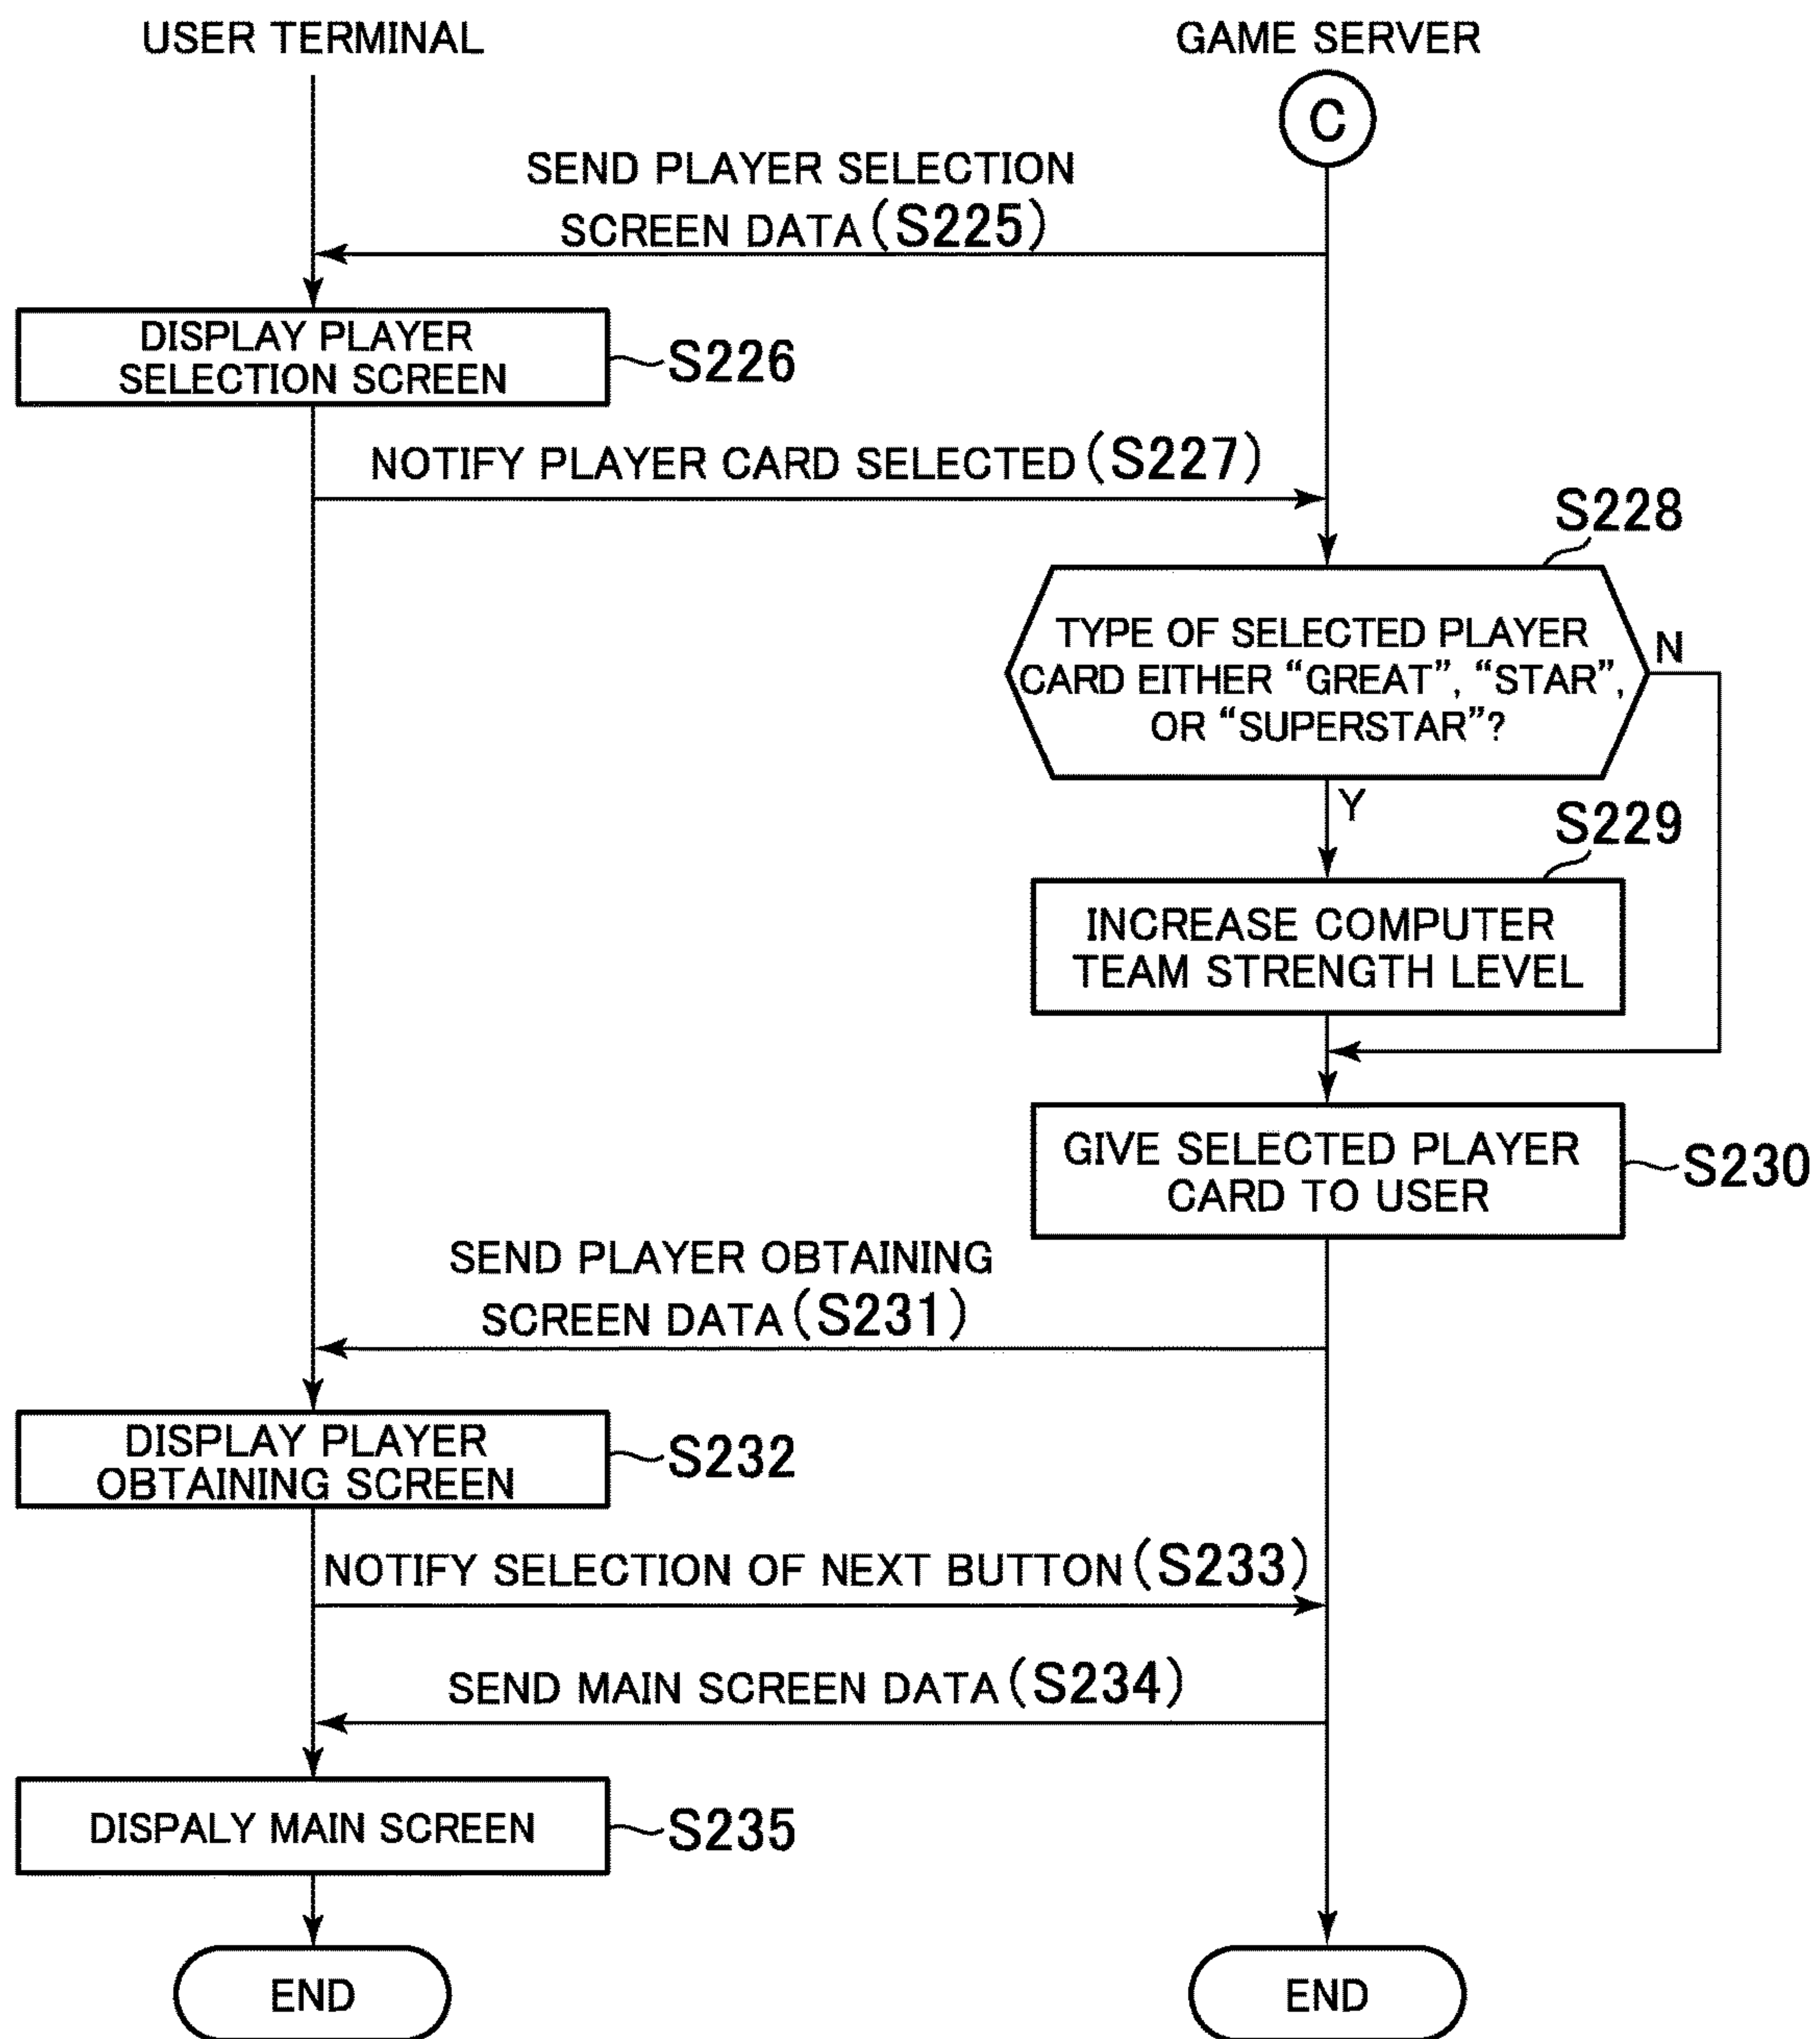 USER TERMINAL
GAME SERVER
C
SEND PLAYER SELECTION
SCREEN DATA (S225)
DISPLAY PLAYER
SELECTION SCREEN
S226
NOTIFY PLAYER CARD SELECTED (S227)
S228
TYPE OF SELECTED PLAYER
CARD EITHER “GREAT”, “STAR”,
OR “SUPERSTAR”?
N
Y
S229
INCREASE COMPUTER
TEAM STRENGTH LEVEL
GIVE SELECTED PLAYER
CARD TO USER
S230
SEND PLAYER OBTAINING
SCREEN DATA (S231)
DISPLAY PLAYER
OBTAINING SCREEN
S232
NOTIFY SELECTION OF NEXT BUTTON (S233)
SEND MAIN SCREEN DATA (S234)
DISPALY MAIN SCREEN
S235
END
END